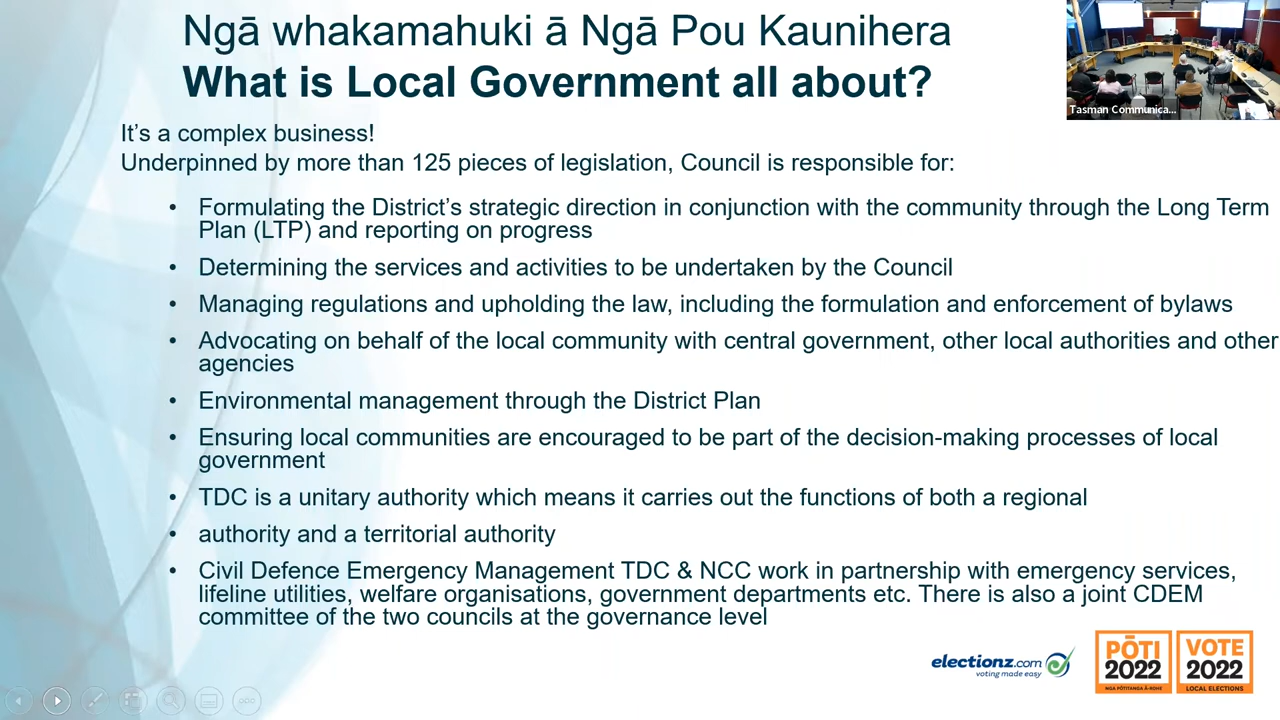 Ngā whakamahuki ā Ngā Pou Kaunihera
What is Local Government all about?
Tasman Communica...
It's a complex business!
Underpinned by more than 125 pieces of legislation, Council is responsible for:
• Formulating the District's strategic direction in conjunction with the community through the Long Term
Plan (LTP) and reporting on progress
• Determining the services and activities to be undertaken by the Council
• Managing regulations and upholding the law, including the formulation and enforcement of bylaws
• Advocating on behalf of the local community with central government, other local authorities and other
agencies
• Environmental management through the District Plan
• Ensuring local communities are encouraged to be part of the decision-making processes of local
government
• TDC is a unitary authority which means it carries out the functions of both a regional
• authority and a territorial authority
• Civil Defence Emergency Management TDC & NCC work in partnership with emergency services,
lifeline utilities, welfare organisations, government departments etc. There is also a joint CDEM
committee of the two councils at the governance level
electionz.com
voting made easy
PŌTI
2022
NGA PŌTITANGA Ā-ROHE
VOTE
2022
LOCAL ELECTIONS